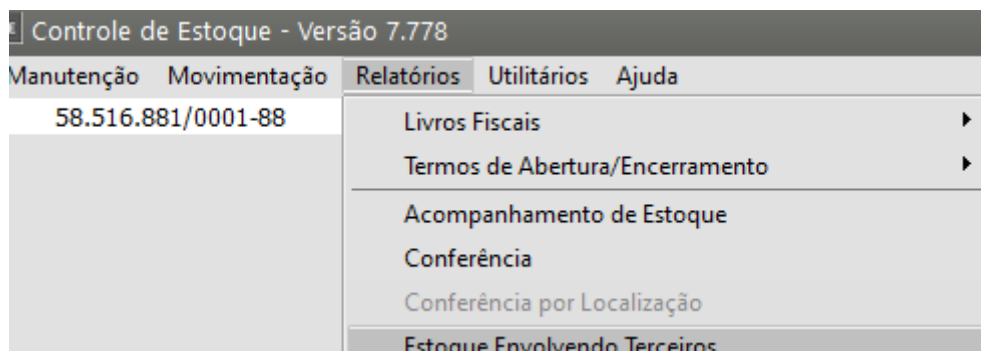 Controle de Estoque - Versão 7.778
Manutenção Movimentação Relatórios Utilitários Ajuda
58.516.881/0001-88
Livros Fiscais
Termos de Abertura/Encerramento
Acompanhamento de Estoque
Conferência
Conferência por Localização
Estoque Envolvendo Terceiros